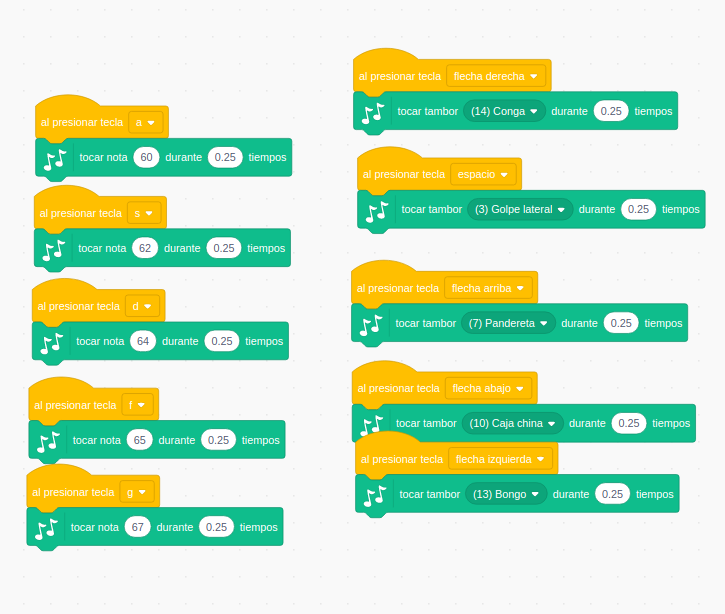 al presionar tecla a
tocar nota 60 durante 0.25 tiempos
al presionar tecla s
tocar nota 62 durante 0.25 tiempos
al presionar tecla d
tocar nota 64 durante 0.25 tiempos
al presionar tecla f
tocar nota 65 durante 0.25 tiempos
al presionar tecla g
tocar nota 67 durante 0.25 tiempos
al presionar tecla flecha derecha
tocar tambor (14) Conga durante 0.25 tiempos
al presionar tecla espacio
tocar tambor (3) Golpe lateral durante 0.25 tiempos
al presionar tecla flecha arriba
tocar tambor (7) Pandereta durante 0.25 tiempos
al presionar tecla flecha abajo
tocar tambor (10) Caja china durante 0.25 tiempos
al presionar tecla flecha izquierda
tocar tambor (13) Bongo durante 0.25 tiempos